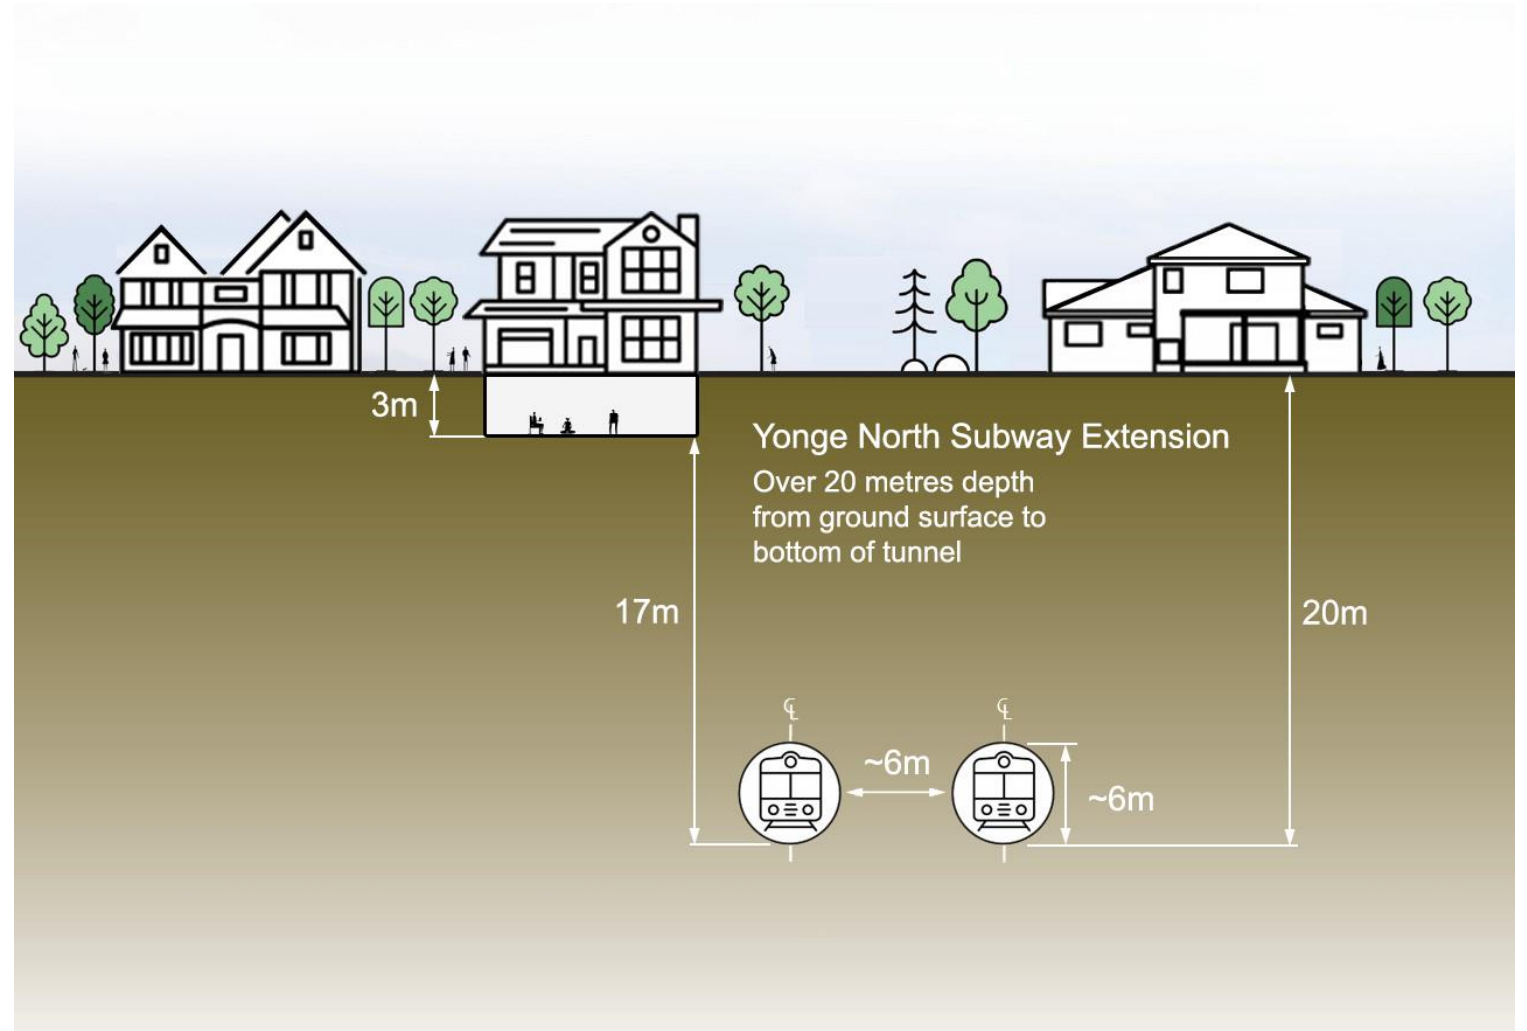 3m
Yonge North Subway Extension
Over 20 metres depth
from ground surface to
bottom of tunnel
17m
20m
℄
℄
~6m
~6m